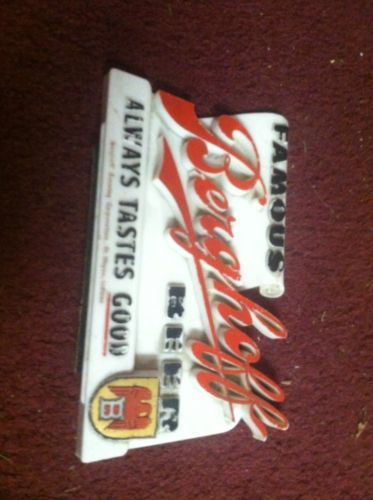 FAMOUS
Berghoff
BEER
ALWAYS TASTES GOOD
B